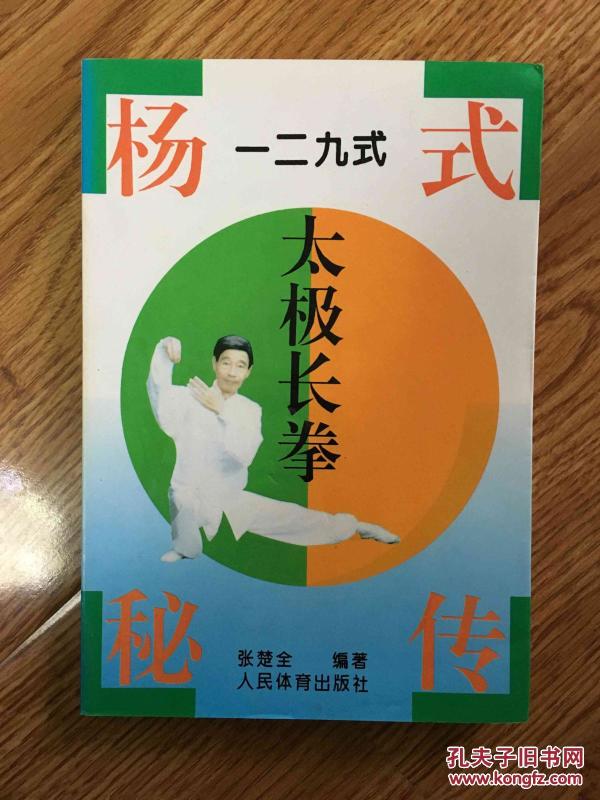 杨 式
一二九式
太极长拳
秘 传
张楚全 编著
人民体育出版社
孔夫子旧书网
www.kongfz.com